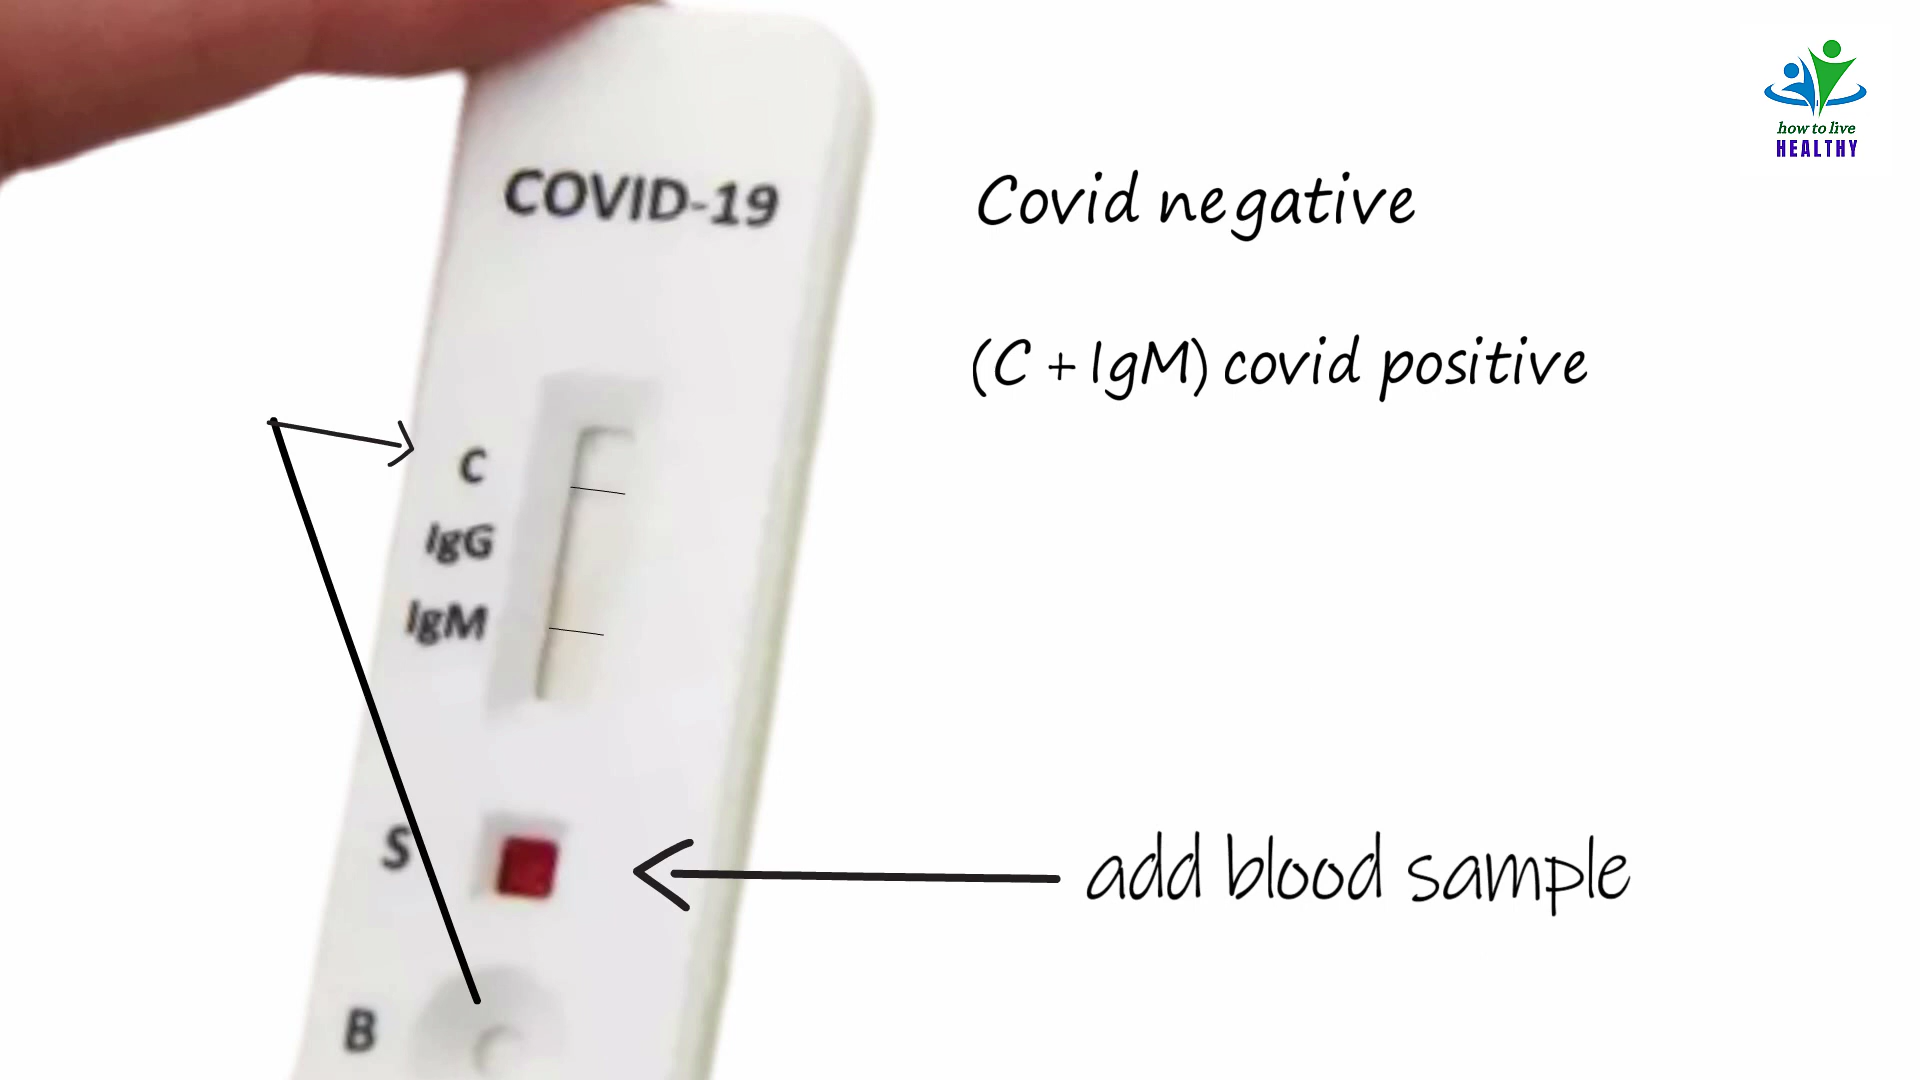 how to live
HEALTHY
COVID-19
Covid negative
(C + IgM) covid positive
C
IgG
IgM
S
add blood sample
B